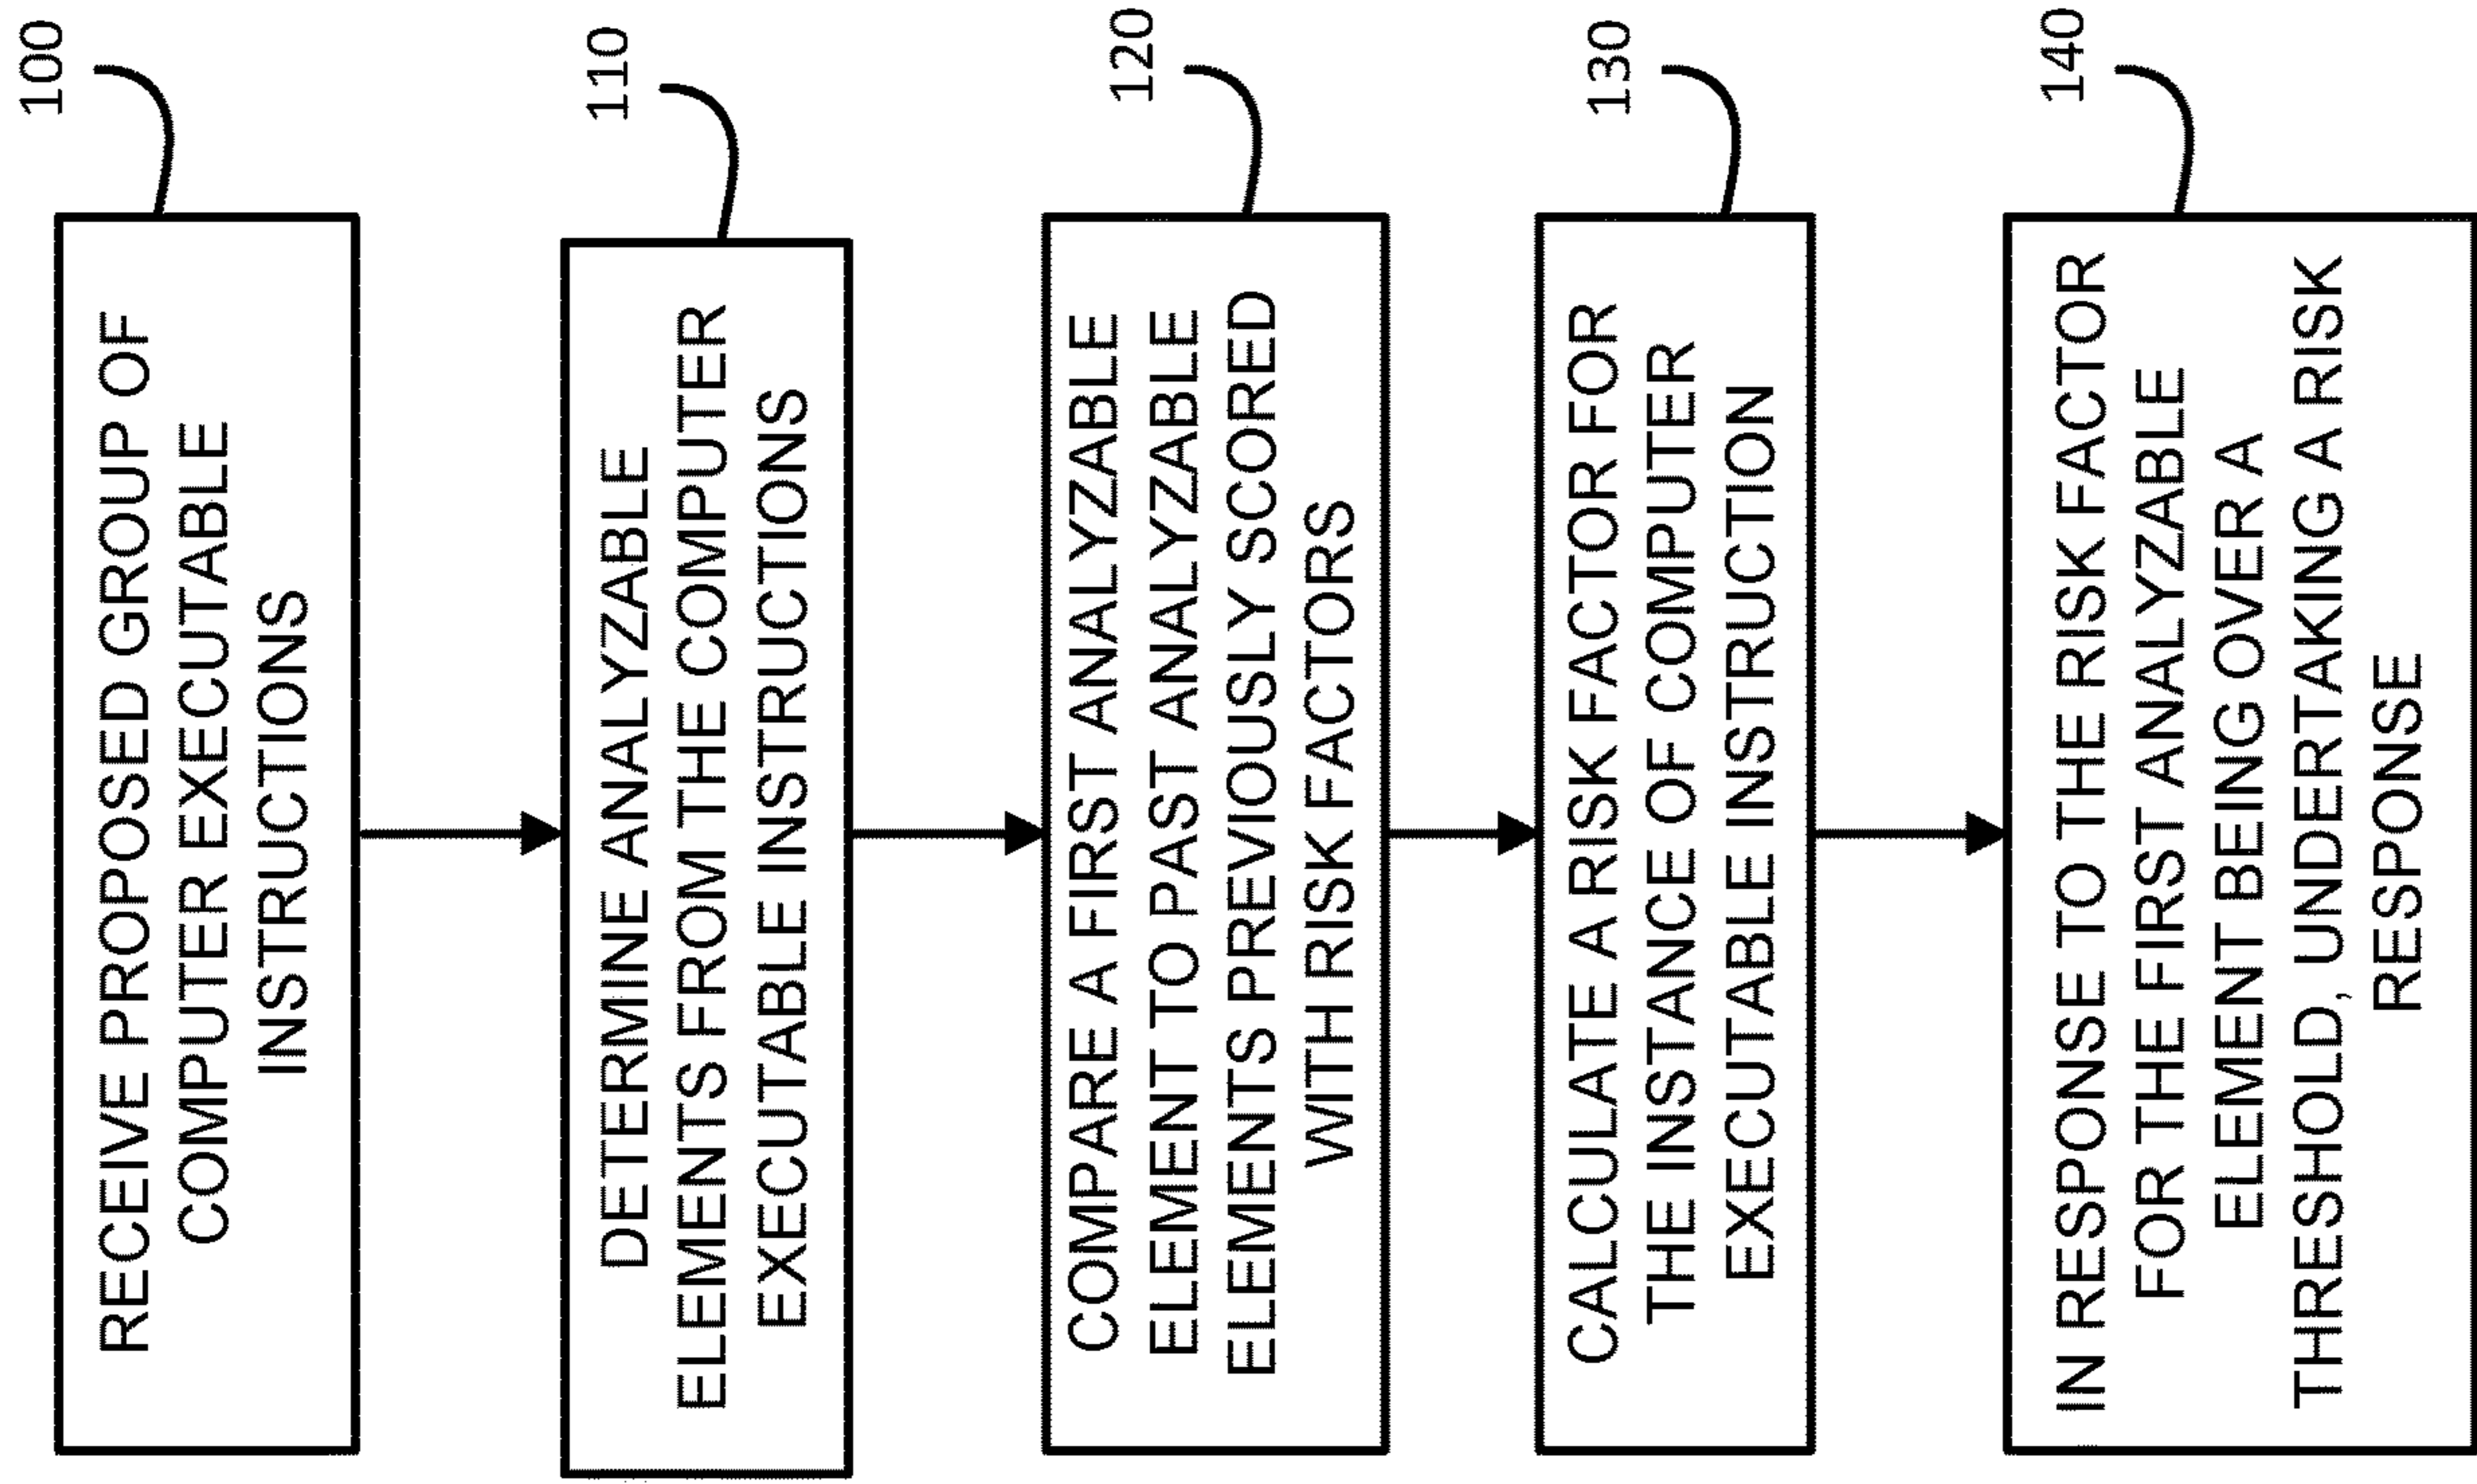 100
RECEIVE PROPOSED GROUP OF
COMPUTER EXECUTABLE
INSTRUCTIONS
110
DETERMINE ANALYZABLE
ELEMENTS FROM THE COMPUTER
EXECUTABLE INSTRUCTIONS
120
COMPARE A FIRST ANALYZABLE
ELEMENT TO PAST ANALYZABLE
ELEMENTS PREVIOUSLY SCORED
WITH RISK FACTORS
130
CALCULATE A RISK FACTOR FOR
THE INSTANCE OF COMPUTER
EXECUTABLE INSTRUCTION
140
IN RESPONSE TO THE RISK FACTOR
FOR THE FIRST ANALYZABLE
ELEMENT BEING OVER A
THRESHOLD, UNDERTAKING A RISK
RESPONSE